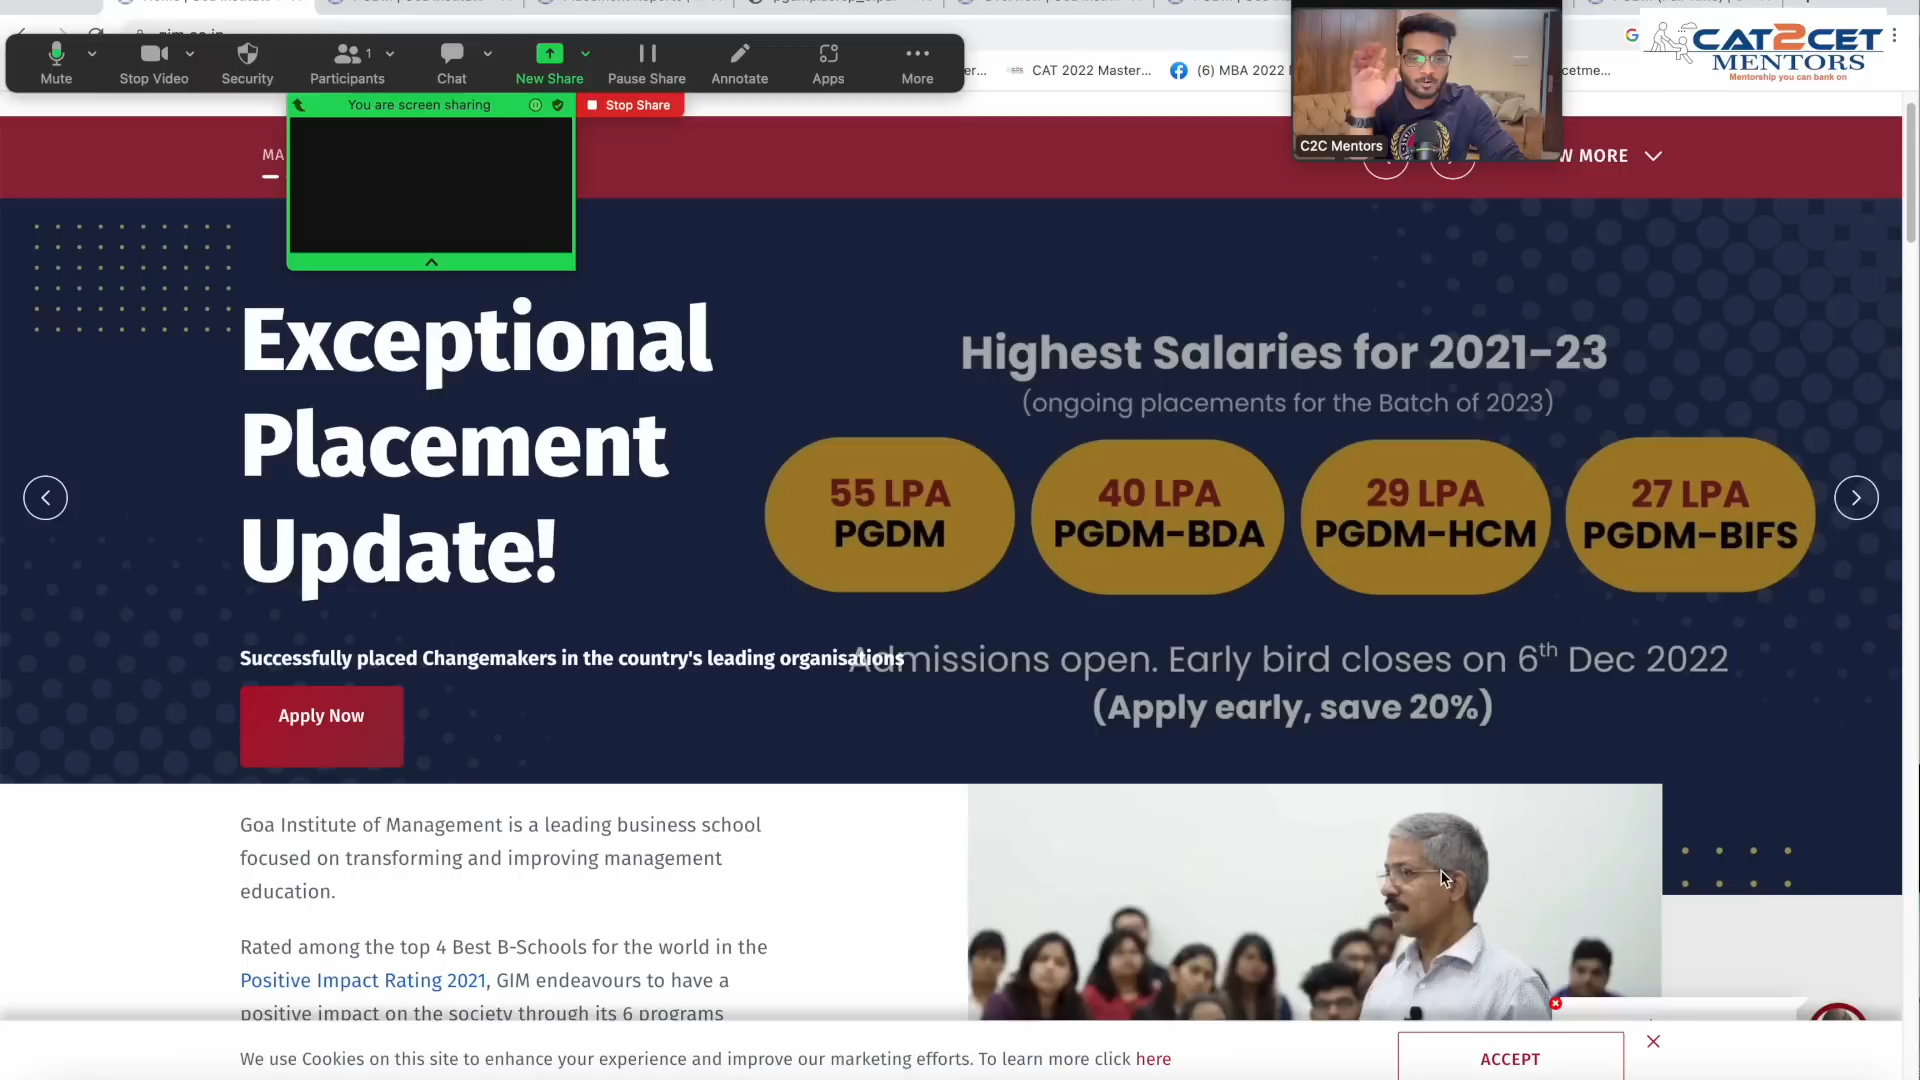 CAT2CET
MENTORS
Mentorship you can bank on
Mute
Stop Video
Security
1
Participants
Chat
New Share
Pause Share
Annotate
Apps
More
CAT 2022 Master...
(6) MBA 2022
cetme...
You are screen sharing
Stop Share
C2C Mentors
MA
W MORE
Exceptional
Placement
Update!
Highest Salaries for 2021-23
(ongoing placements for the Batch of 2023)
55 LPA
PGDM
40 LPA
PGDM-BDA
29 LPA
PGDM-HCM
27 LPA
PGDM-BIFS
Successfully placed Changemakers in the country's leading organisations
Admissions open. Early bird closes on 6th Dec 2022
(Apply early, save 20%)
Apply Now
Goa Institute of Management is a leading business school
focused on transforming and improving management
education.
Rated among the top 4 Best B-Schools for the world in the
Positive Impact Rating 2021, GIM endeavours to have a
positive impact on the society through its 6 programs
We use Cookies on this site to enhance your experience and improve our marketing efforts. To learn more click here
ACCEPT